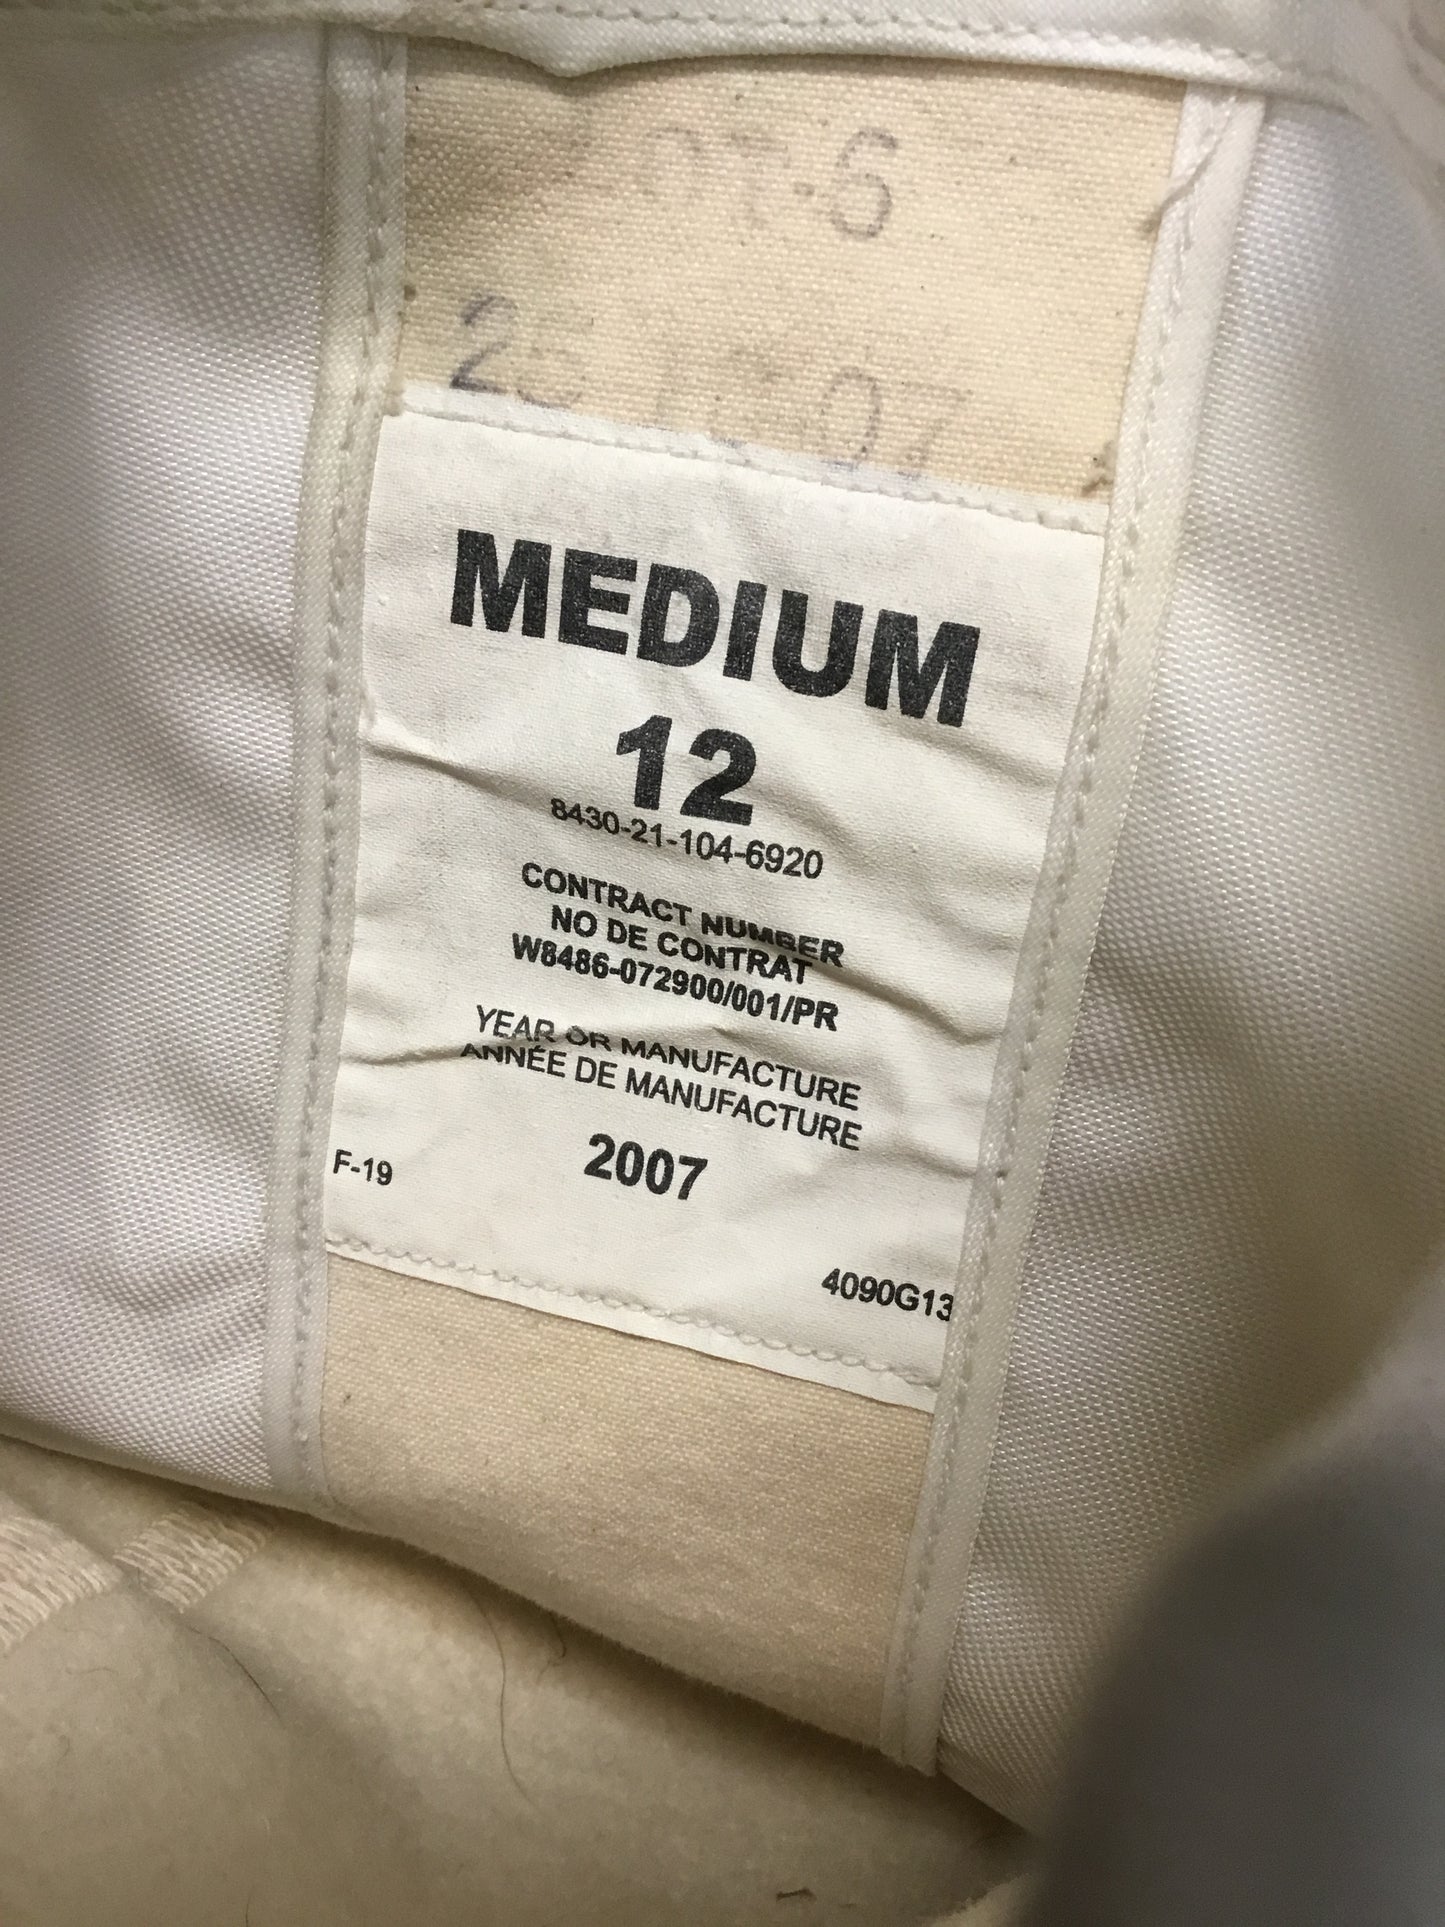 MEDIUM
12
8430-21-104-6920
CONTRACT NUMBER
NO DE CONTRAT
W8486-072900/001/PR
YEAR OR MANUFACTURE
ANNÉE DE MANUFACTURE
2007
F-19
4090G13